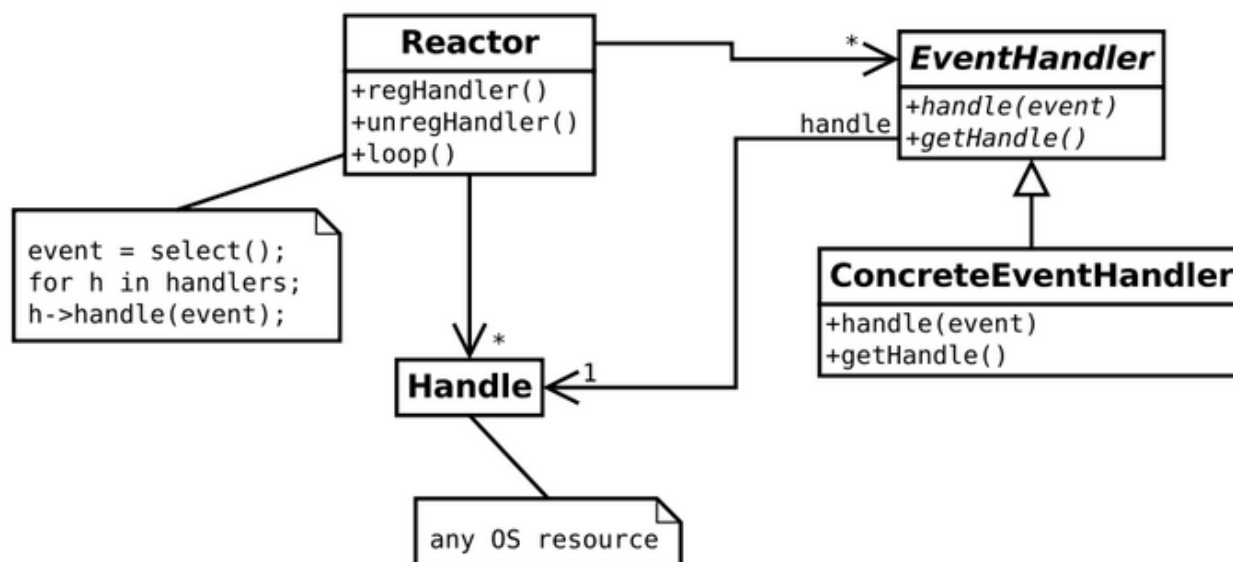 Reactor
+regHandler()
+unregHandler()
+loop()
*
EventHandler
+handle(event)
+getHandle()
handle
event = select();
for h in handlers;
h->handle(event);
ConcreteEventHandler
+handle(event)
+getHandle()
*
1
Handle
any OS resource